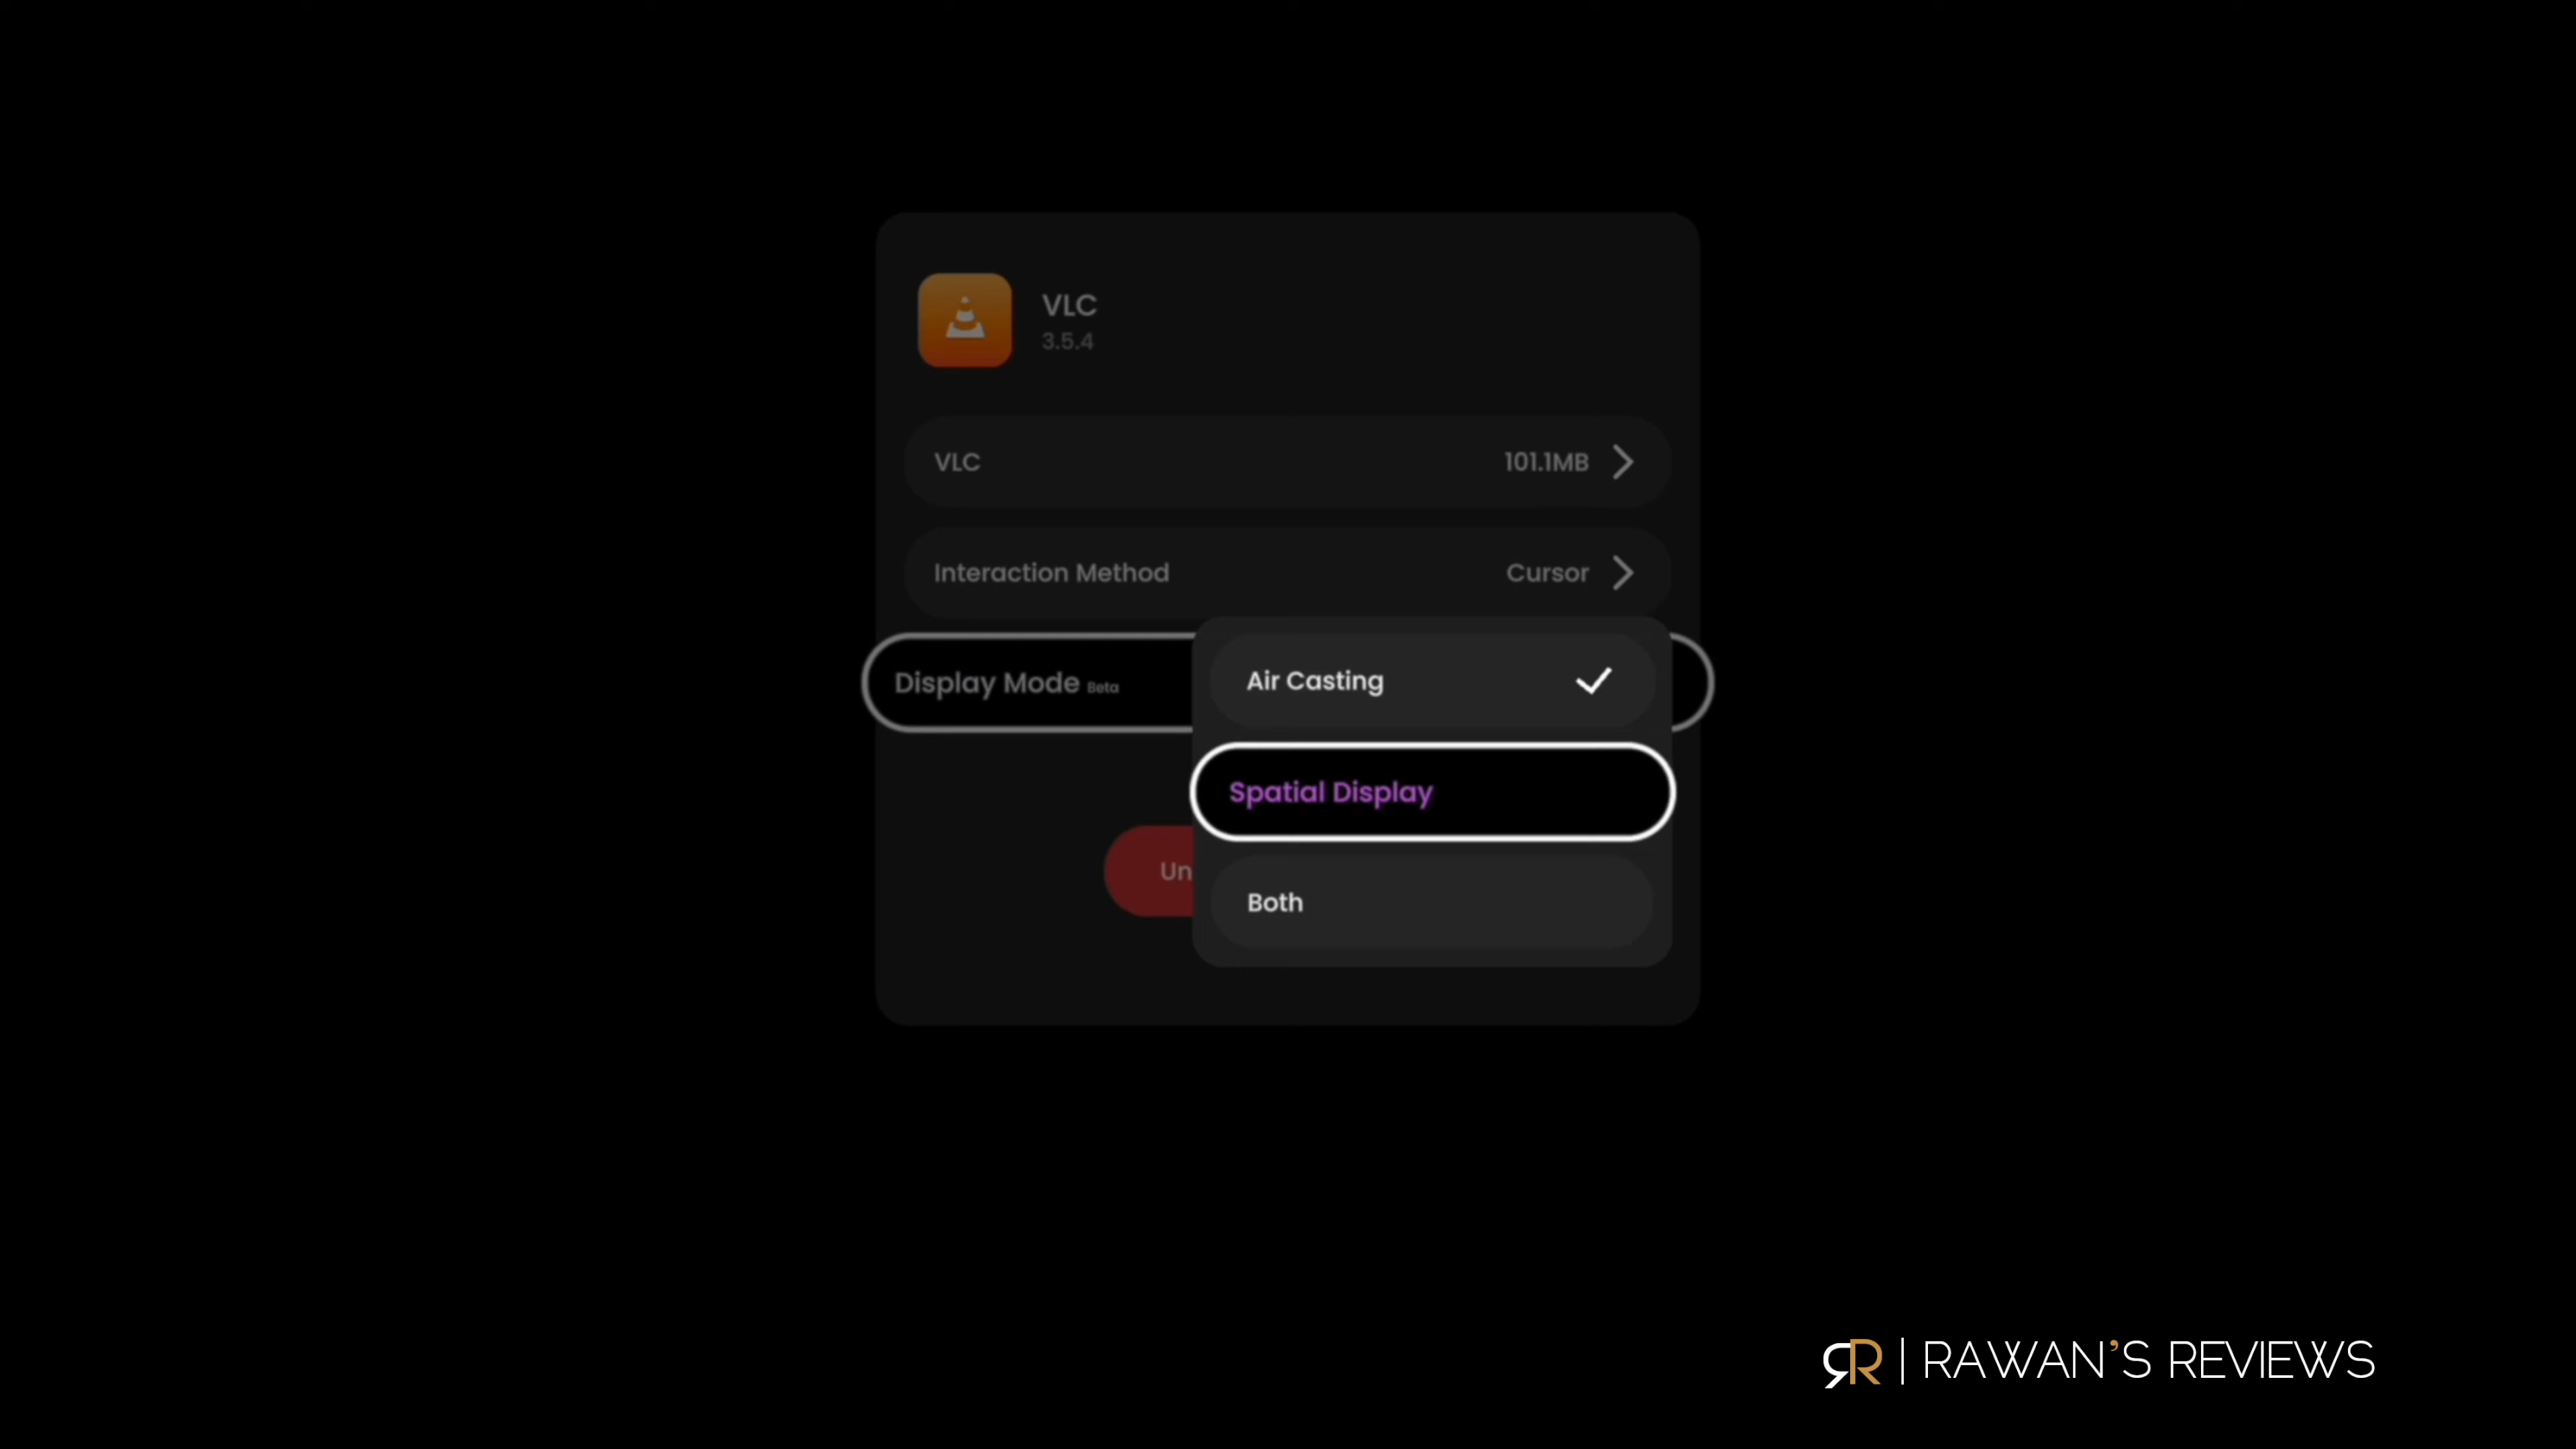 VLC
3.5.4
VLC 101.1MB
Interaction Method Cursor
Display Mode Beta
Air Casting
Spatial Display
Un
Both
RR | RAWAN'S REVIEWS